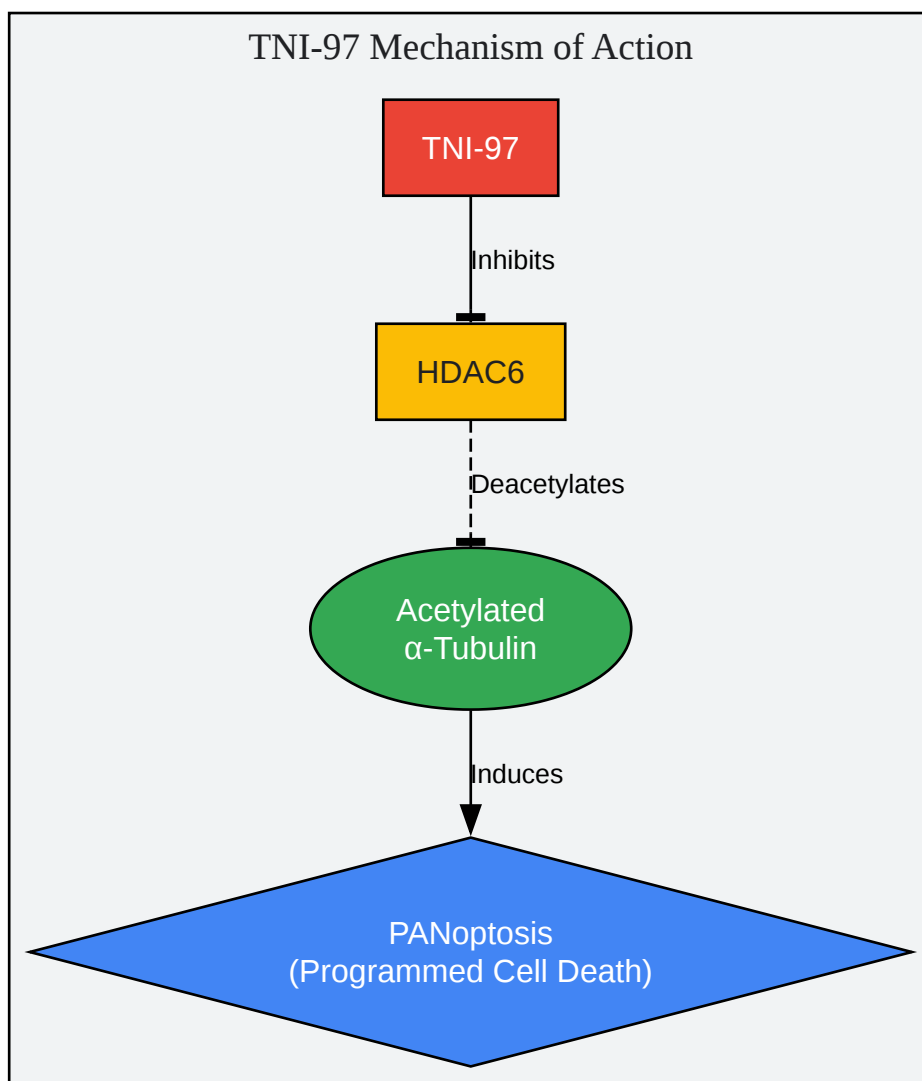 TNI-97 Mechanism of Action
TNI-97
Inhibits
HDAC6
Deacetylates
Acetylated
α-Tubulin
Induces
PANoptosis
(Programmed Cell Death)